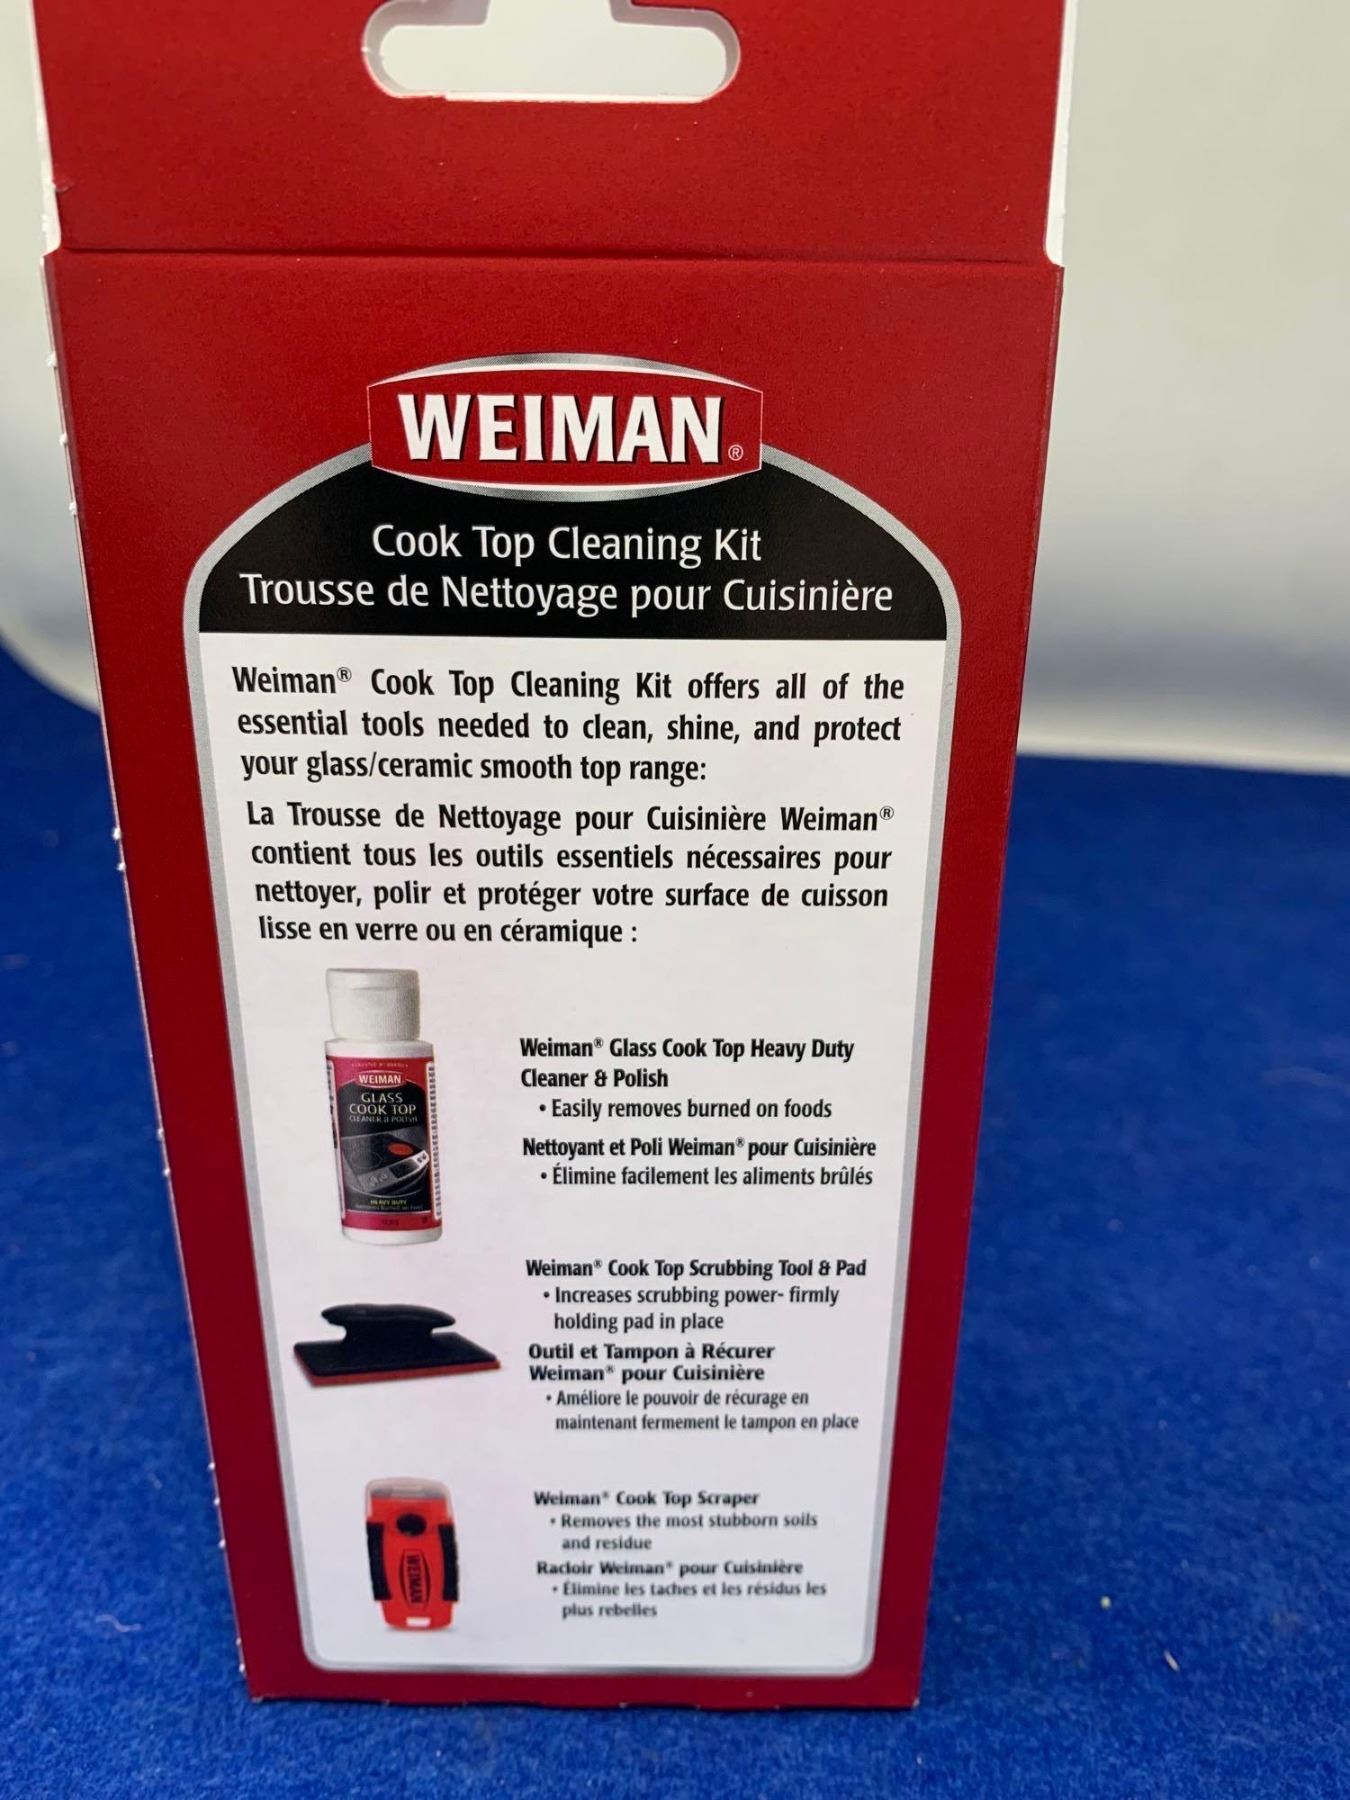 WEIMAN®
Cook Top Cleaning Kit
Trousse de Nettoyage pour Cuisinière
Weiman® Cook Top Cleaning Kit offers all of the
essential tools needed to clean, shine, and protect
your glass/ceramic smooth top range:
La Trousse de Nettoyage pour Cuisinière Weiman®
contient tous les outils essentiels nécessaires pour
nettoyer, polir et protéger votre surface de cuisson
lisse en verre ou en céramique :
WEIMAN
GLASS
COOK TOP
CLEANER & POLISH
HEAVY DUTY
Weiman® Glass Cook Top Heavy Duty
Cleaner & Polish
• Easily removes burned on foods
Nettoyant et Poli Weiman® pour Cuisinière
• Élimine facilement les aliments brûlés
Weiman® Cook Top Scrubbing Tool & Pad
• Increases scrubbing power- firmly
holding pad in place
Outil et Tampon à Récurer
Weiman® pour Cuisinière
• Améliore le pouvoir de récurage en
maintenant fermement le tampon en place
WEIMAN
Weiman® Cook Top Scraper
• Removes the most stubborn soils
and residue
Racloir Weiman® pour Cuisinière
• Élimine les taches et les résidus les
plus rebelles